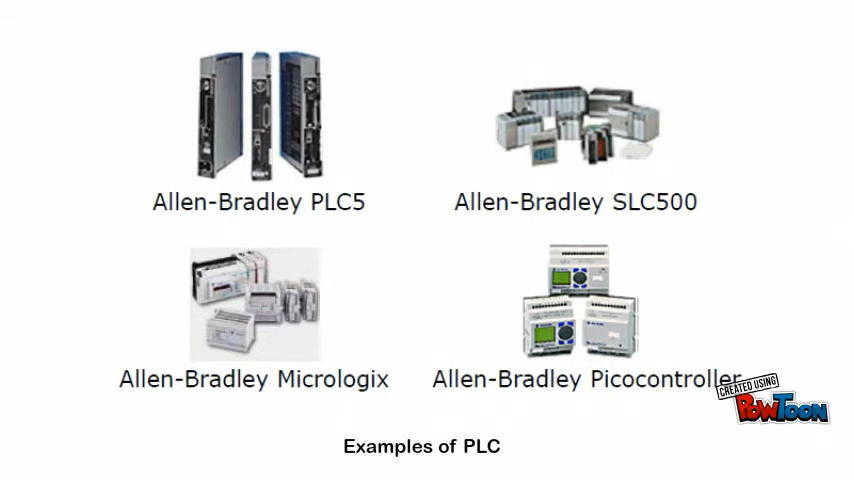 Allen-Bradley PLC5
Allen-Bradley SLC500
Allen-Bradley Micrologix
Allen-Bradley Picocontroller
CREATED USING
POWTOON
Examples of PLC